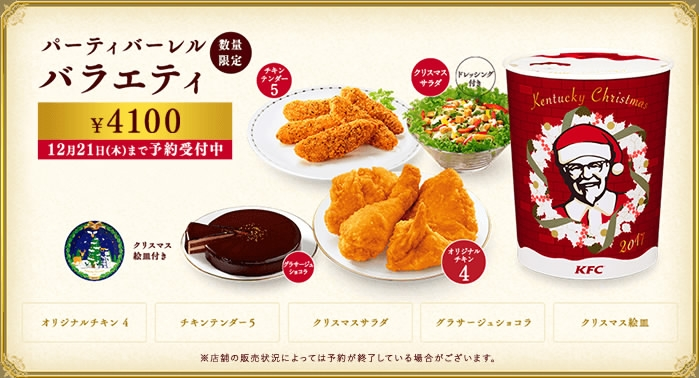 パーティバーレル
バラエティ
数量
限定
¥4100
12月21日(木)まで予約受付中
チキン
テンダー
5
クリスマス
サラダ
ドレッシング
付き
Kentucky Christmas
2017
KFC
クリスマス
絵皿付き
グラサージュ
ショコラ
オリジナル
チキン
4
オリジナルチキン 4
チキンテンダー 5
クリスマスサラダ
グラサージュショコラ
クリスマス絵皿
※店舗の販売状況によっては予約が終了している場合がございます。